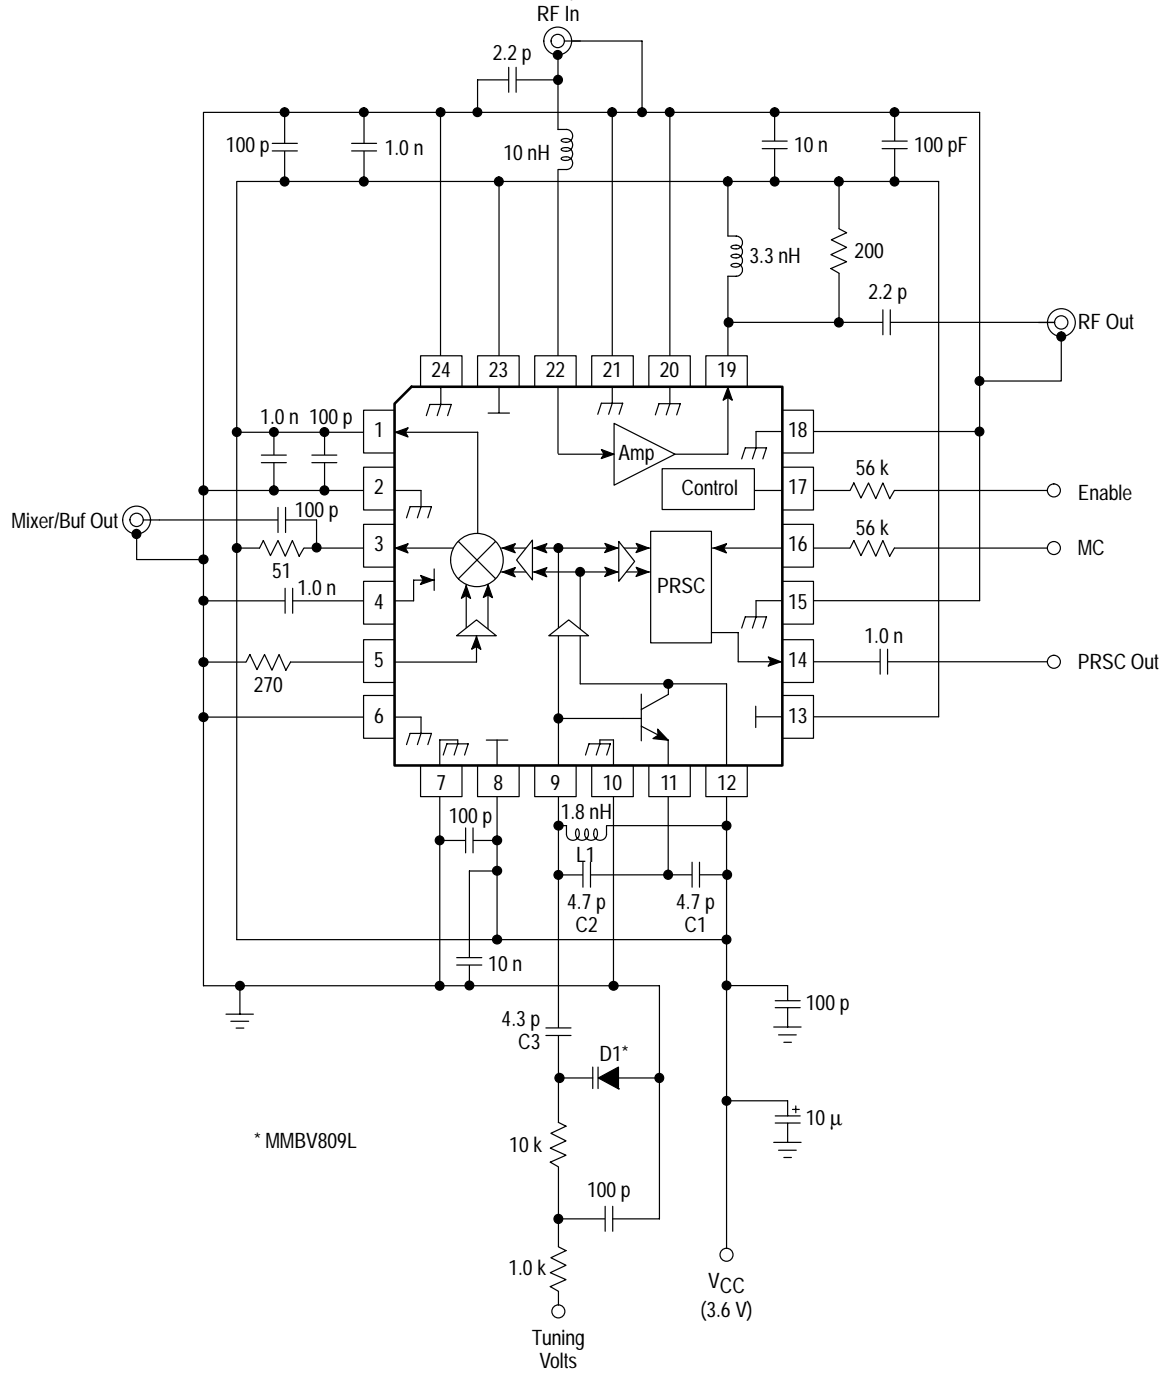 RF In
2.2 p
100 p
1.0 n
10 nH
10 n
100 pF
3.3 nH
200
2.2 p
RF Out
24
23
22
21
20
19
1.0 n
100 p
1
18
Amp
56 k
2
Control
17
Enable
Mixer/Buf Out
100 p
56 k
3
16
MC
51
PRSC
1.0 n
4
15
1.0 n
5
14
PRSC Out
270
6
13
7
8
9
10
11
12
100 p
1.8 nH
L1
4.7 p
C2
4.7 p
C1
10 n
100 p
4.3 p
C3
D1*
+
10 μ
* MMBV809L
10 k
100 p
1.0 k
VCC
(3.6 V)
Tuning
Volts